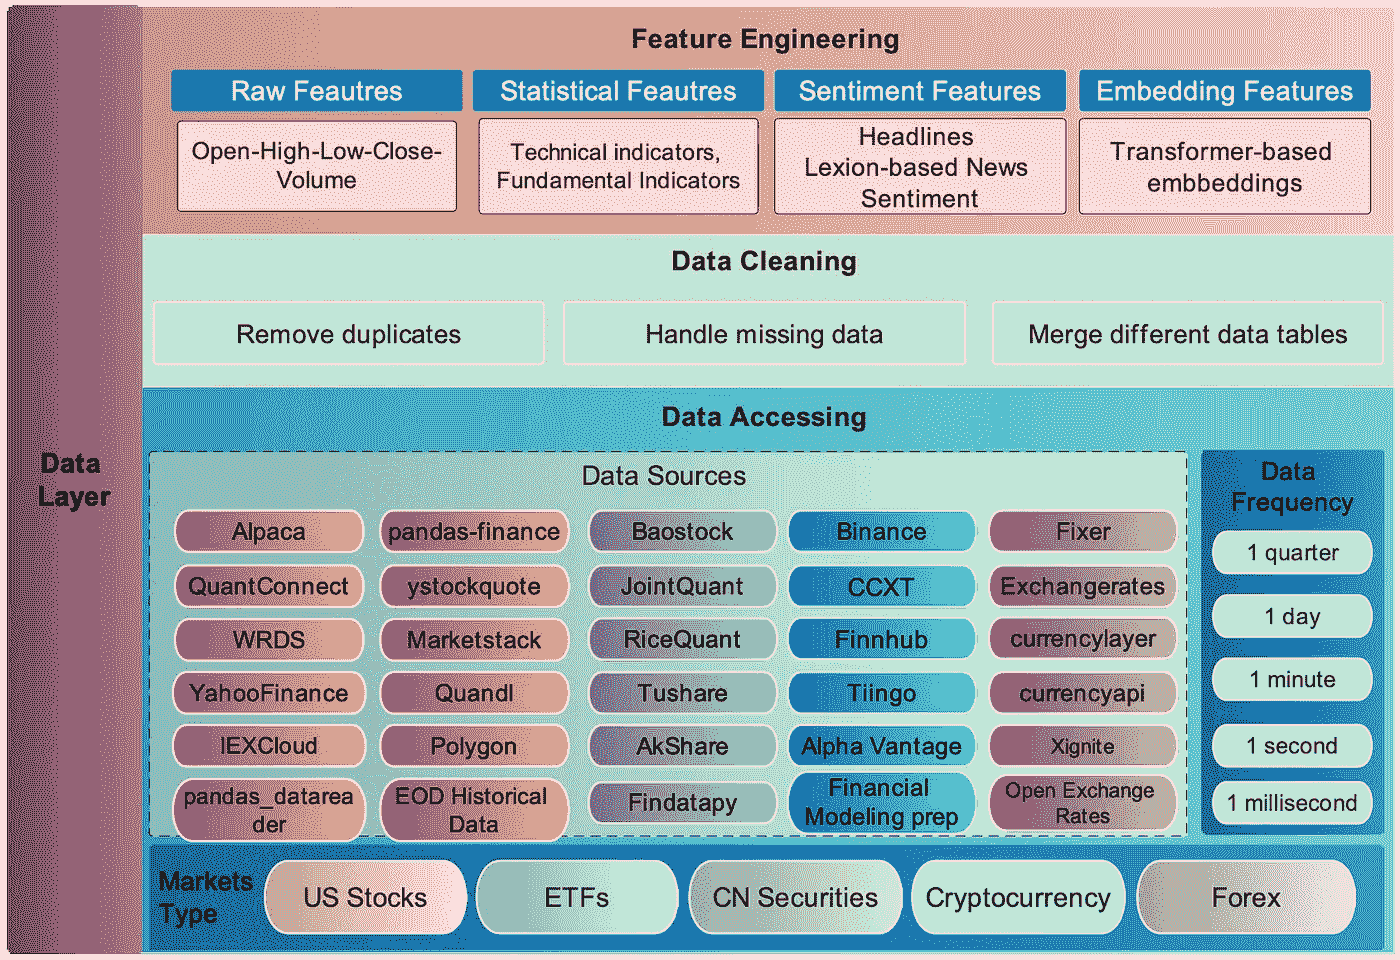 Feature Engineering
Raw Feautres
Statistical Feautres
Sentiment Features
Embedding Features
Open-High-Low-Close-
Volume
Technical indicators,
Fundamental Indicators
Headlines
Lexion-based News
Sentiment
Transformer-based
embbeddings
Data Cleaning
Remove duplicates
Handle missing data
Merge different data tables
Data
Layer
Data Accessing
Data Sources
Alpaca
pandas-finance
Baostock
Binance
Fixer
QuantConnect
ystockquote
JointQuant
CCXT
Exchangerates
WRDS
Marketstack
RiceQuant
Finnhub
currencylayer
YahooFinance
Quandl
Tushare
Tiingo
currencyapi
IEXCloud
Polygon
AkShare
Alpha Vantage
Xignite
pandas_datarea
der
EOD Historical
Data
Findatapy
Financial
Modeling prep
Open Exchange
Rates
Data
Frequency
1 quarter
1 day
1 minute
1 second
1 millisecond
Markets
Type
US Stocks
ETFs
CN Securities
Cryptocurrency
Forex